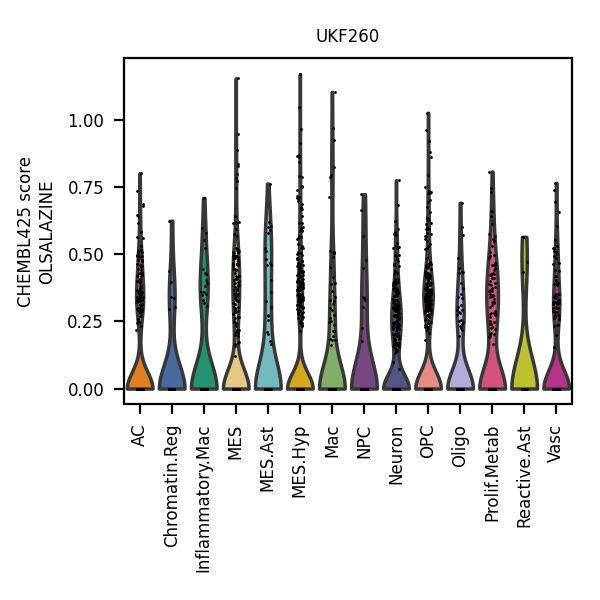 UKF260
CHEMBL425 score
OLSALAZINE
1.00
0.75
0.50
0.25
0.00
AC
Chromatin.Reg
Inflammatory.Mac
MES
MES.Ast
MES.Hyp
Mac
NPC
Neuron
OPC
Oligo
Prolif.Metab
Reactive.Ast
Vasc